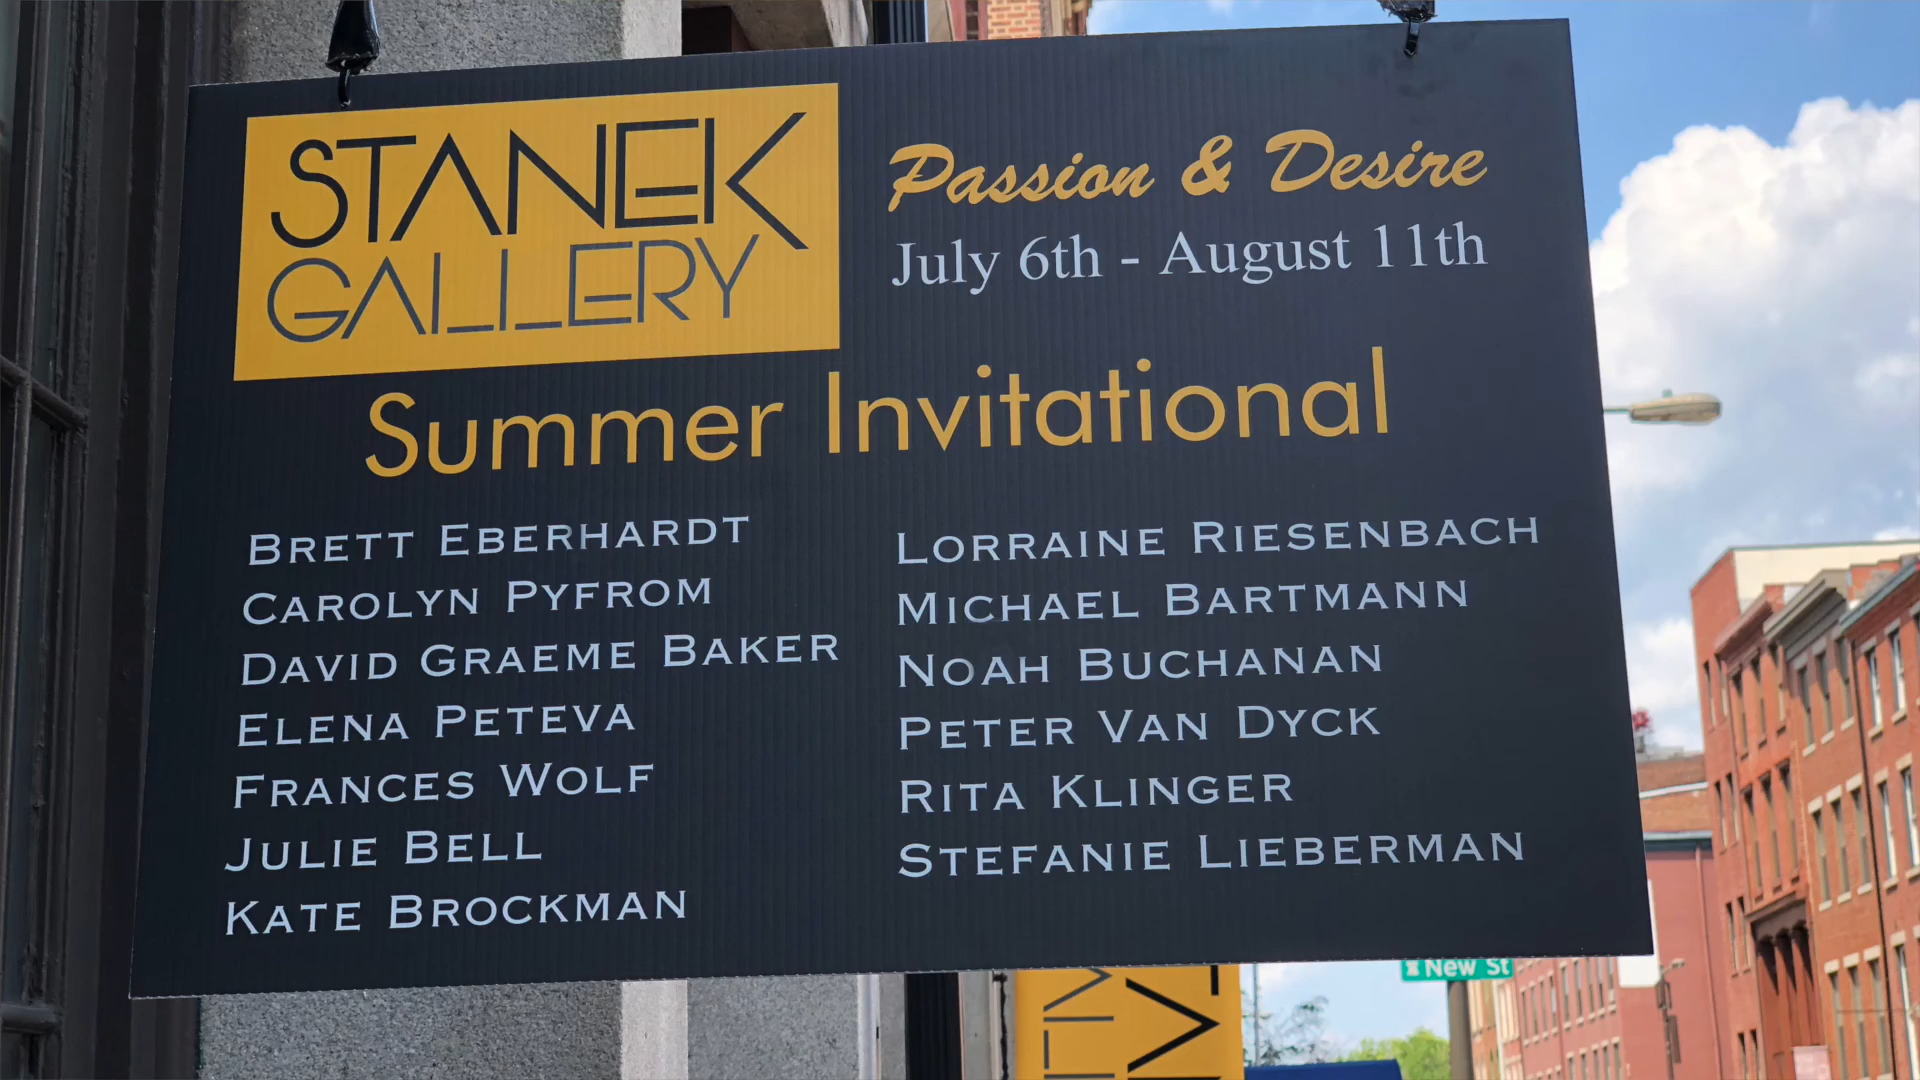 STANEK
GALLERY
Passion & Desire
July 6th - August 11th
Summer Invitational
BRETT EBERHARDT
CAROLYN PYFROM
DAVID GRAEME BAKER
ELENA PETEVA
FRANCES WOLF
JULIE BELL
KATE BROCKMAN
LORRAINE RIESENBACH
MICHAEL BARTMANN
NOAH BUCHANAN
PETER VAN DYCK
RITA KLINGER
STEFANIE LIEBERMAN
New St